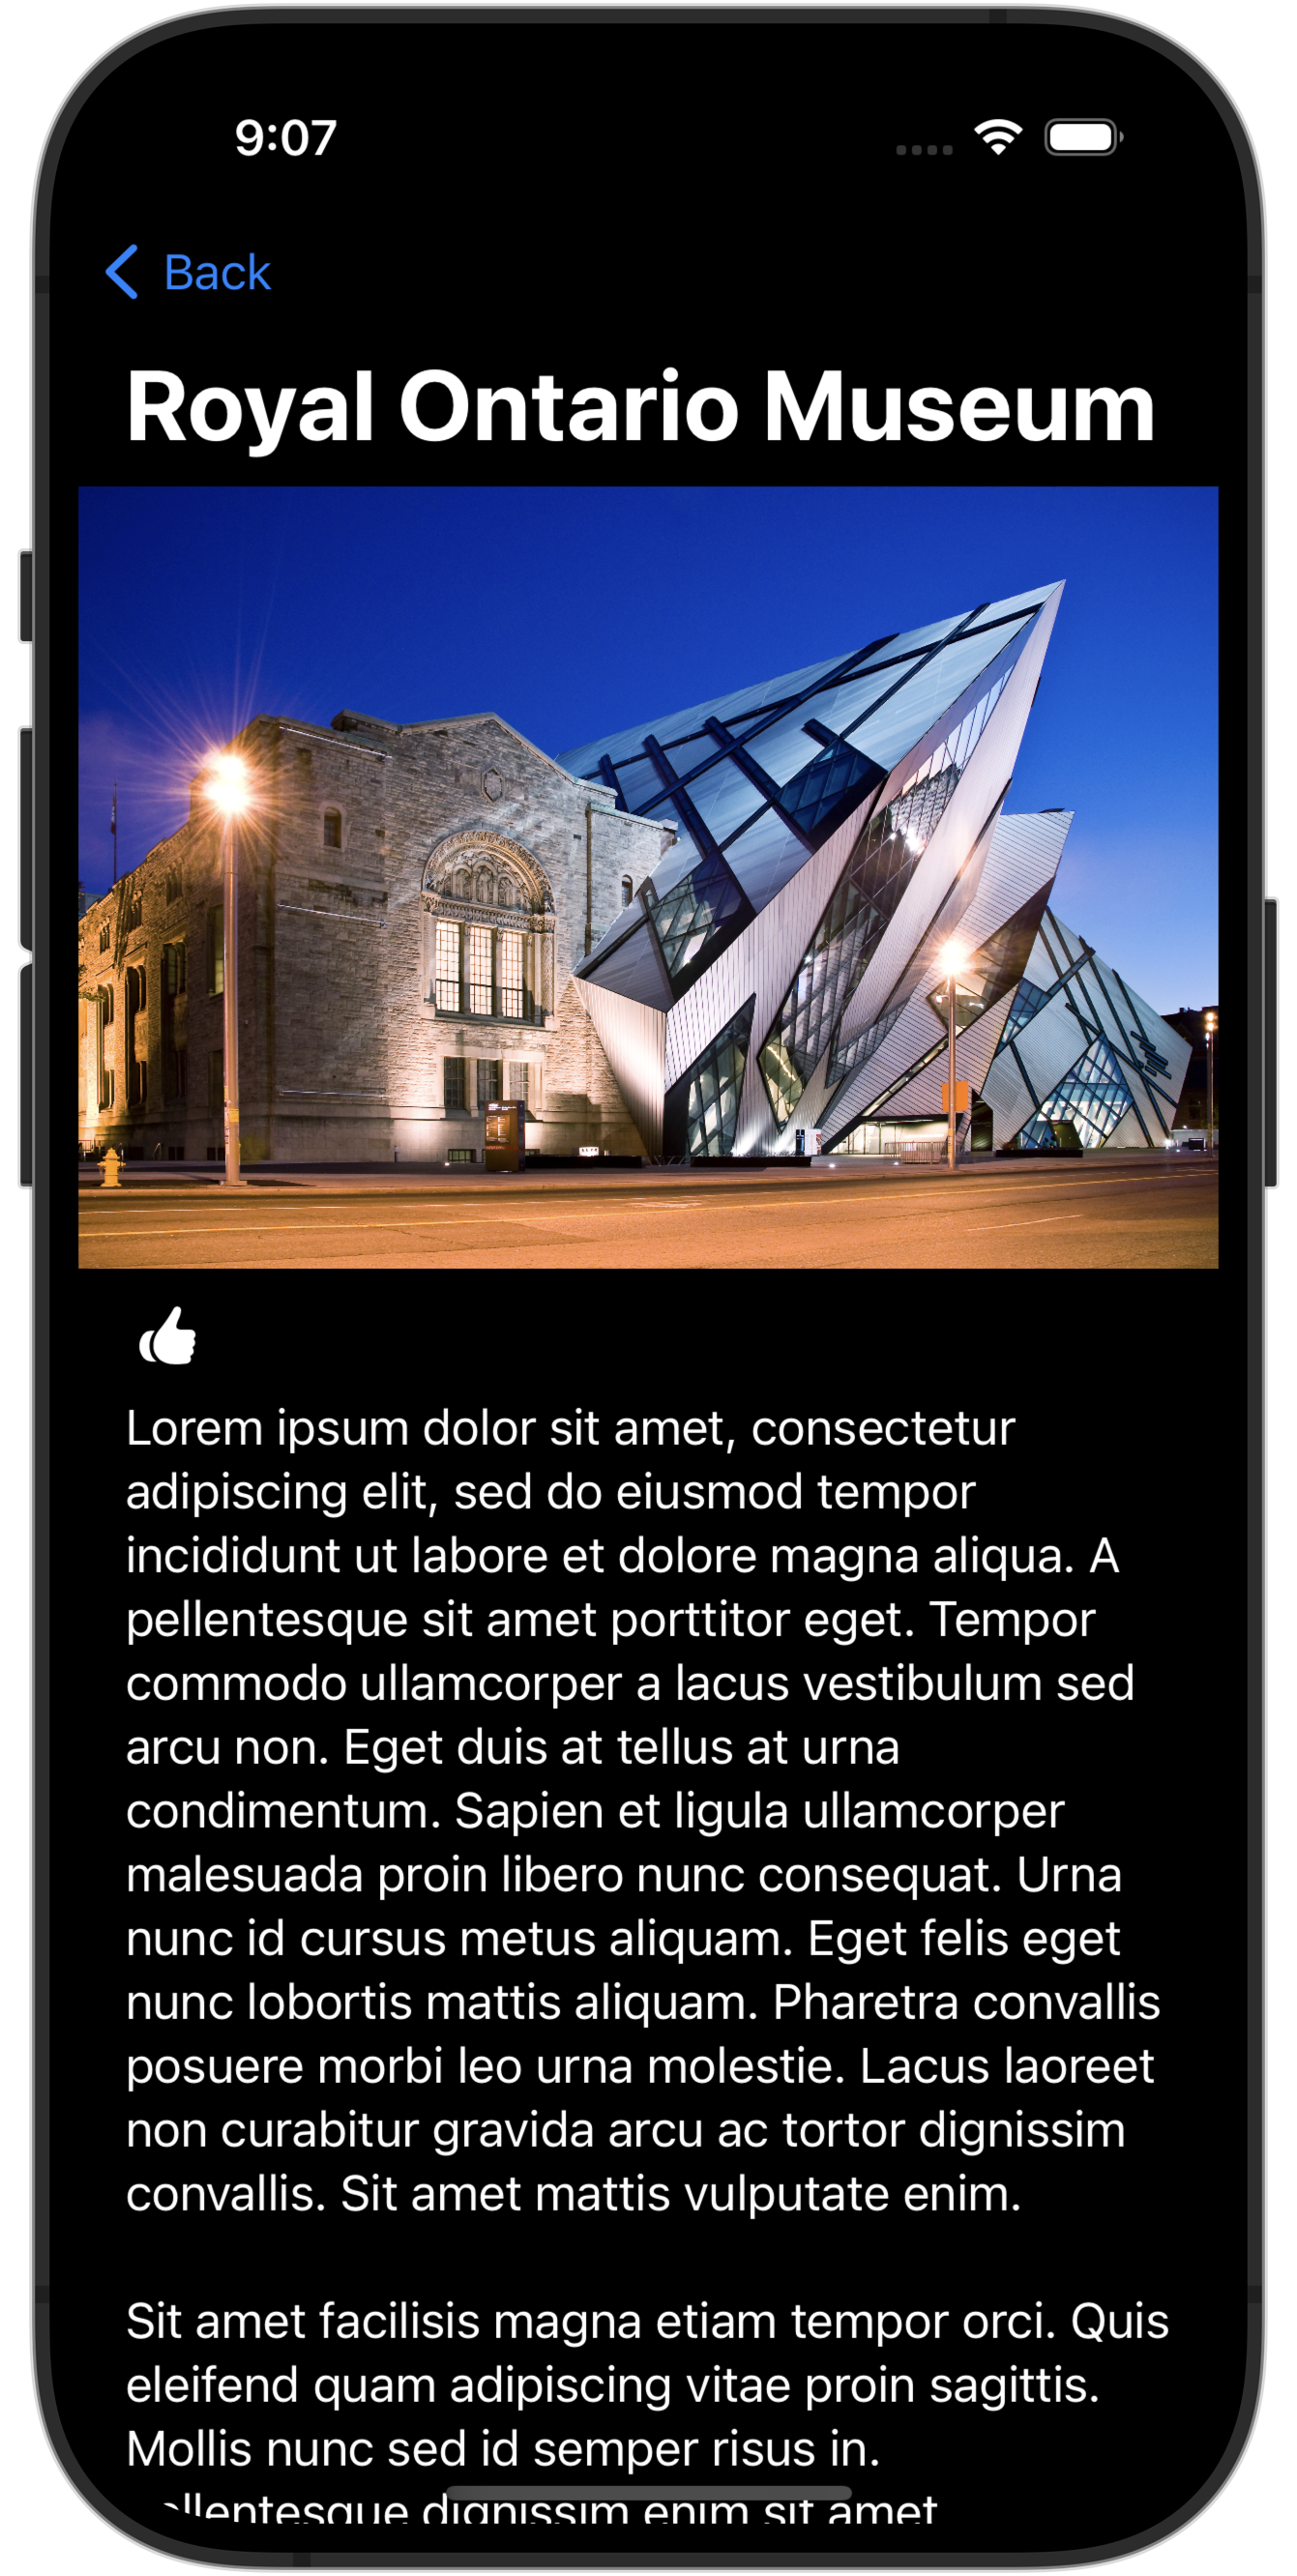 9:07
Back
Royal Ontario Museum
Lorem ipsum dolor sit amet, consectetur
adipiscing elit, sed do eiusmod tempor
incididunt ut labore et dolore magna aliqua. A
pellentesque sit amet porttitor eget. Tempor
commodo ullamcorper a lacus vestibulum sed
arcu non. Eget duis at tellus at urna
condimentum. Sapien et ligula ullamcorper
malesuada proin libero nunc consequat. Urna
nunc id cursus metus aliquam. Eget felis eget
nunc lobortis mattis aliquam. Pharetra convallis
posuere morbi leo urna molestie. Lacus laoreet
non curabitur gravida arcu ac tortor dignissim
convallis. Sit amet mattis vulputate enim.
Sit amet facilisis magna etiam tempor orci. Quis
eleifend quam adipiscing vitae proin sagittis.
Mollis nunc sed id semper risus in.
dignissim enim sit amet